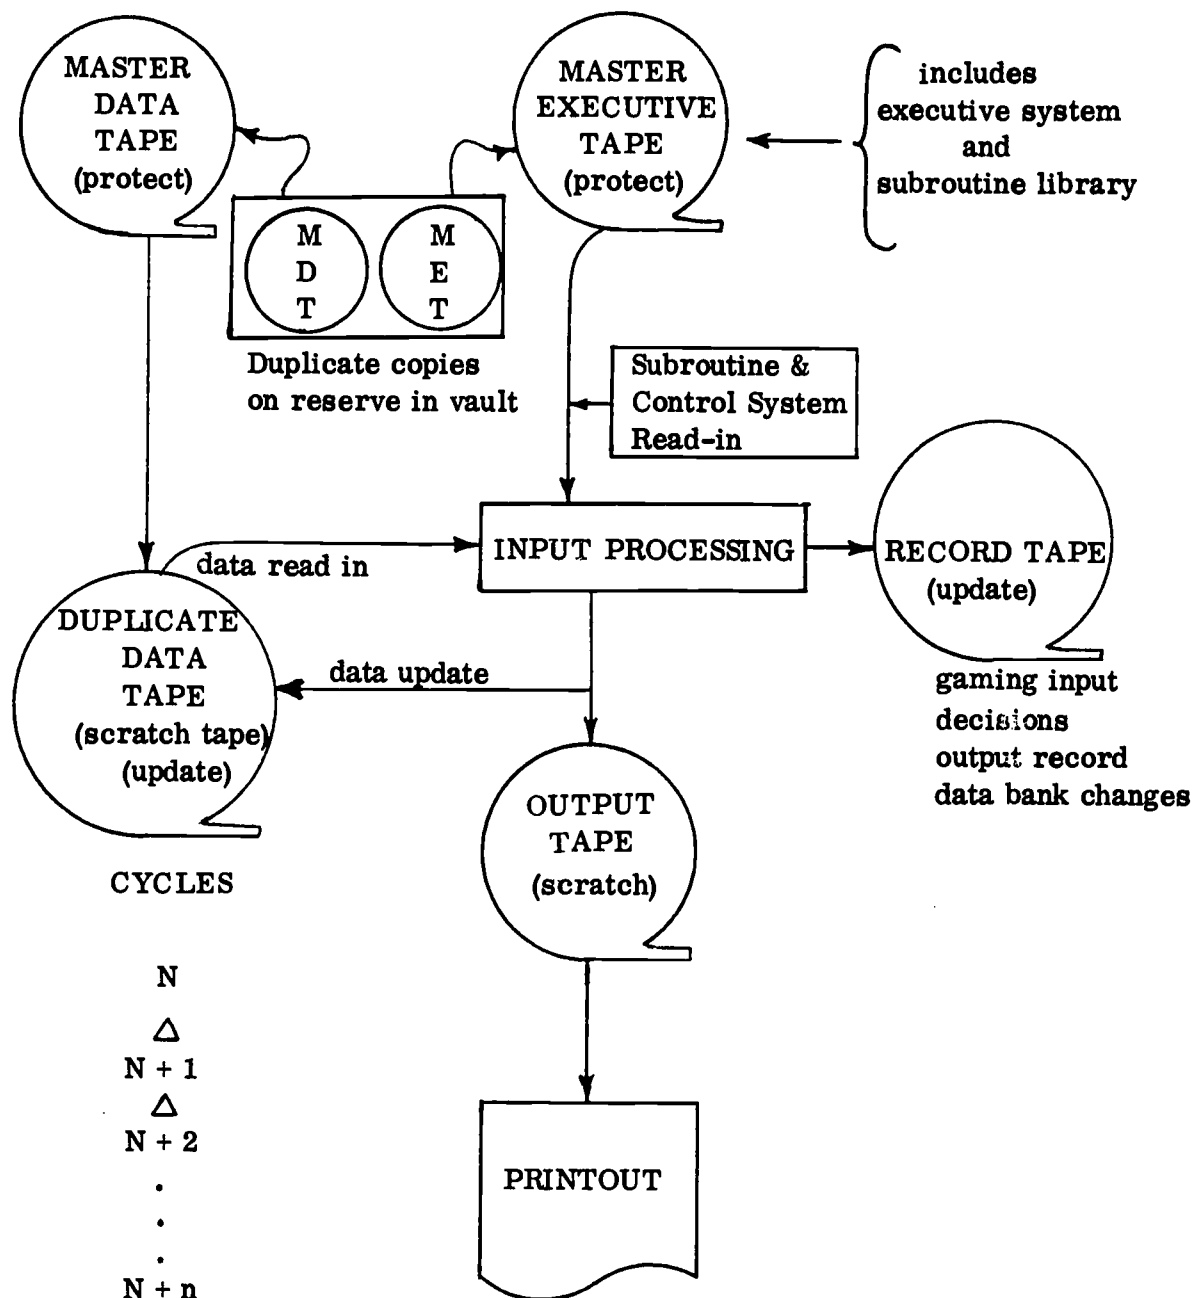 MASTER
DATA
TAPE
(protect)
MASTER
EXECUTIVE
TAPE
(protect)
includes
executive system
and
subroutine library
M
D
T
M
E
T
Duplicate copies
on reserve in vault
Subroutine &
Control System
Read-in
INPUT PROCESSING
RECORD TAPE
(update)
gaming input
decisions
output record
data bank changes
data read in
DUPLICATE
DATA
TAPE
(scratch tape)
(update)
data update
OUTPUT
TAPE
(scratch)
CYCLES
N
Δ
N + 1
Δ
N + 2
.
.
.
N + n
PRINTOUT